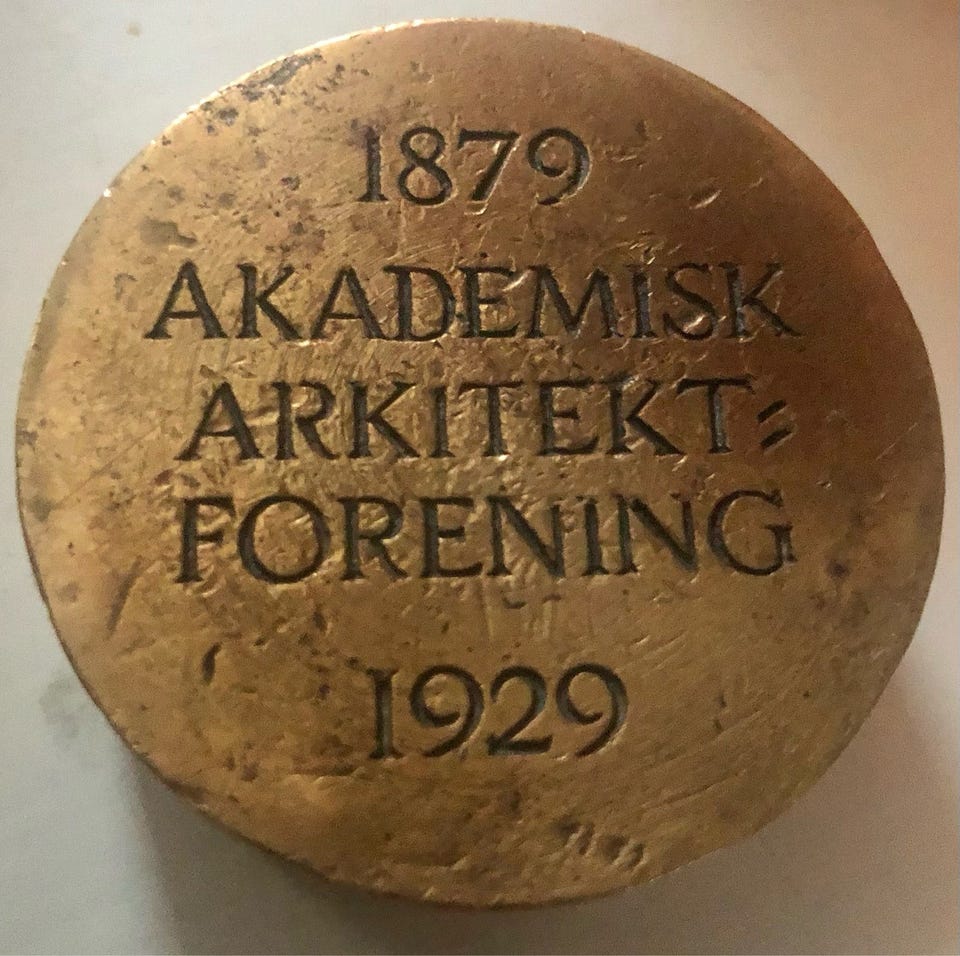 1879
AKADEMISK
ARKITEKT=
FORENING
1929